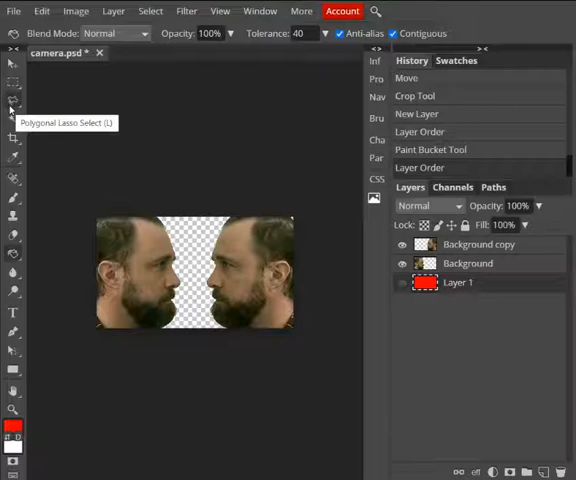 File Edit Image Layer Select Filter View Window More Account
Blend Mode: Normal Opacity: 100% Tolerance: 40 Anti-alias Contiguous
camera.psd *
Polygonal Lasso Select (L)
Inf
Pro
Nav
Bru
Cha
Par
CSS
History Swatches
Move
Crop Tool
New Layer
Layer Order
Paint Bucket Tool
Layer Order
Layers Channels Paths
Normal Opacity: 100%
Lock: Fill: 100%
Background copy
Background
Layer 1
T
D
eff